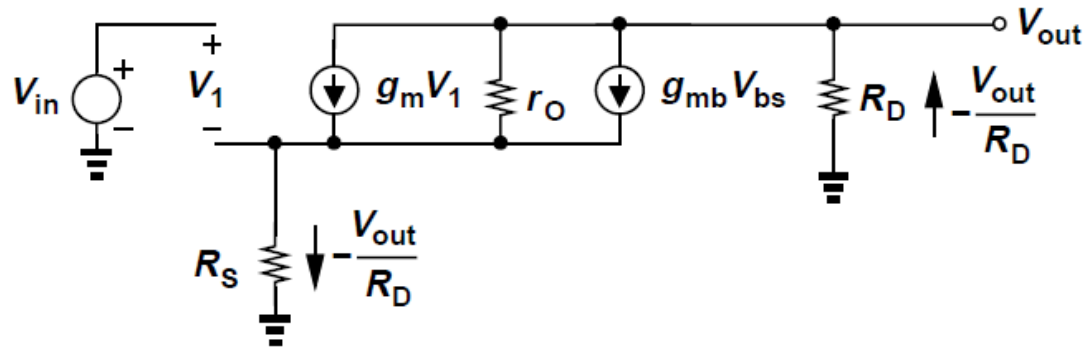 V_out
V_in
+
−
V_1
+
−
g_m V_1
r_O
g_mb V_bs
R_D
− V_out / R_D
R_S
− V_out / R_D